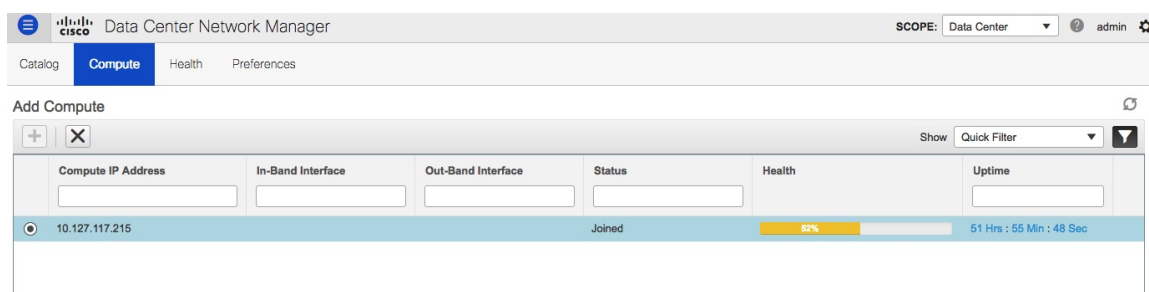 cisco Data Center Network Manager SCOPE: Data Center admin
Catalog Compute Health Preferences
Add Compute
Show Quick Filter
Compute IP Address In-Band Interface Out-Band Interface Status Health Uptime
10.127.117.215 Joined 52% 51 Hrs : 55 Min : 48 Sec